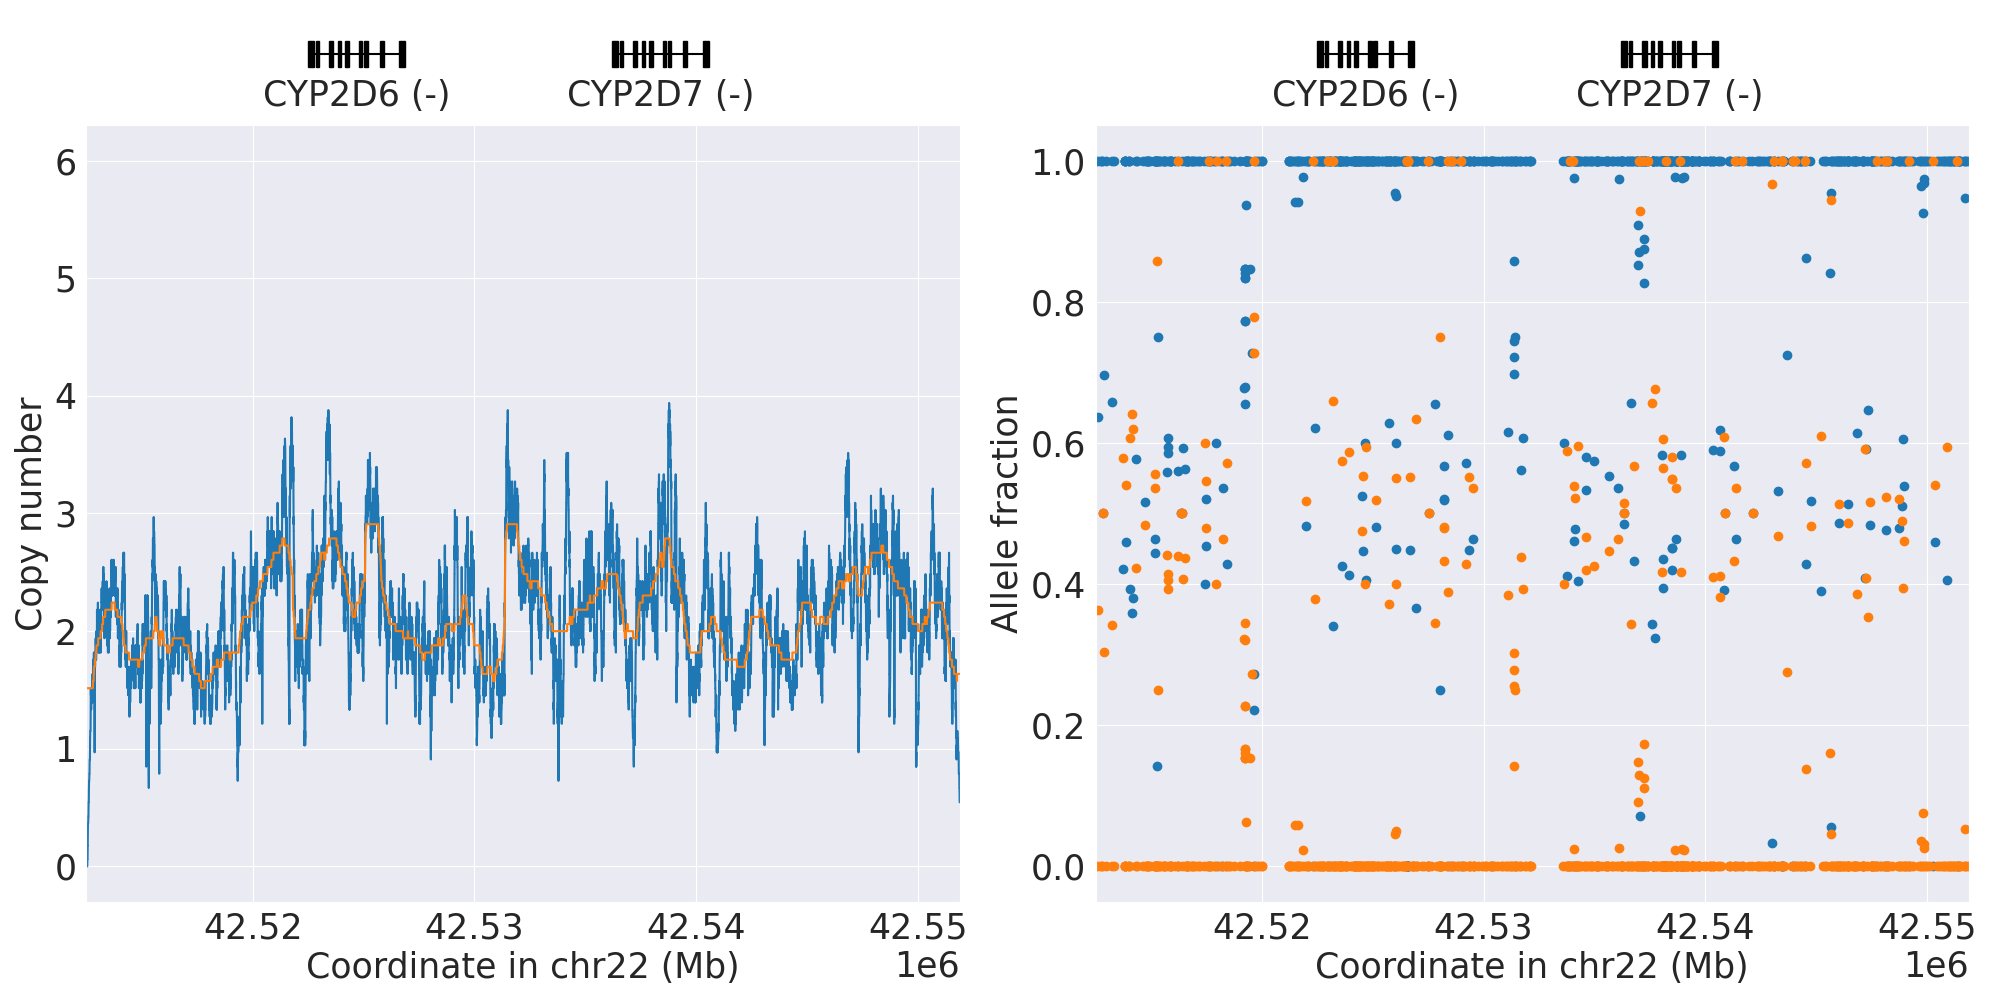 CYP2D6 (-) CYP2D7 (-)
Copy number
6
5
4
3
2
1
0
42.52 42.53 42.54 42.55
Coordinate in chr22 (Mb) 1e6
CYP2D6 (-) CYP2D7 (-)
Allele fraction
1.0
0.8
0.6
0.4
0.2
0.0
42.52 42.53 42.54 42.55
Coordinate in chr22 (Mb) 1e6